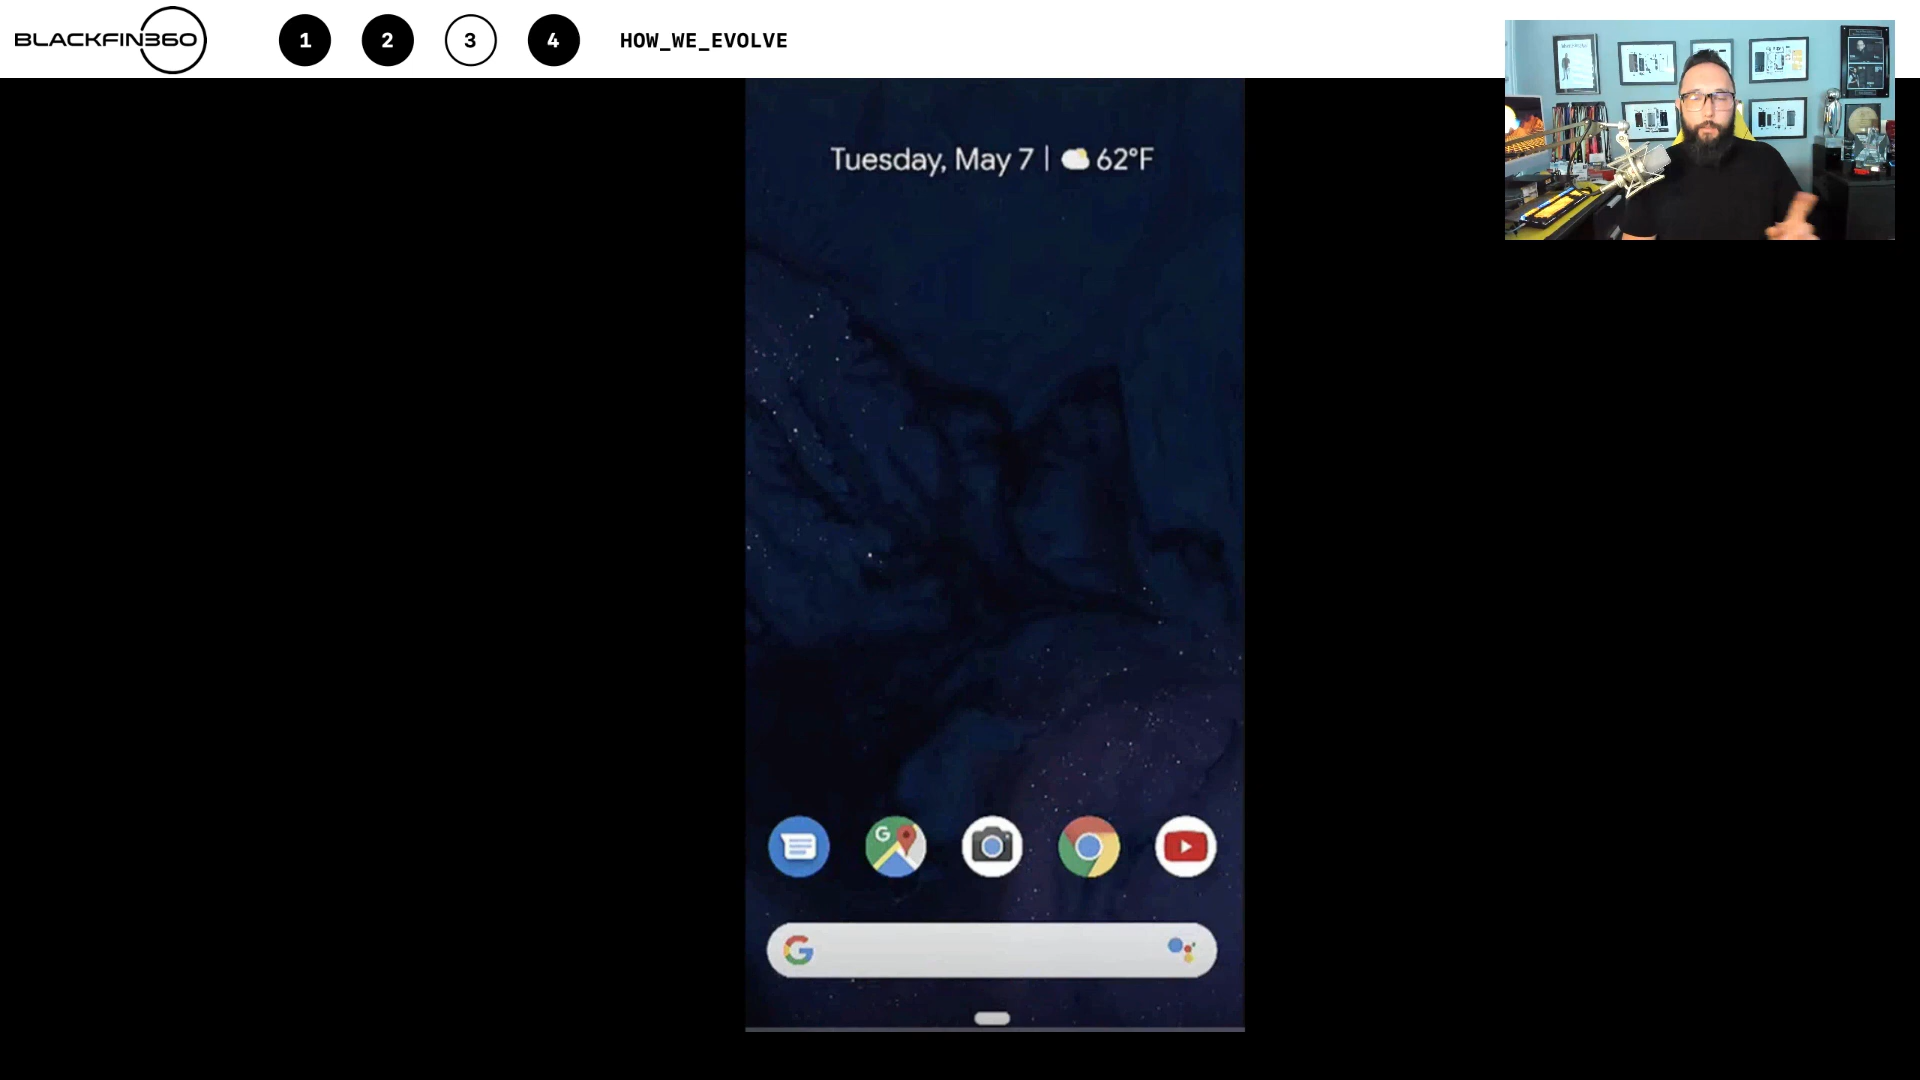 BLACKFIN360
1 2 3 4 HOW_WE_EVOLVE
Tuesday, May 7 | 62°F
G
G